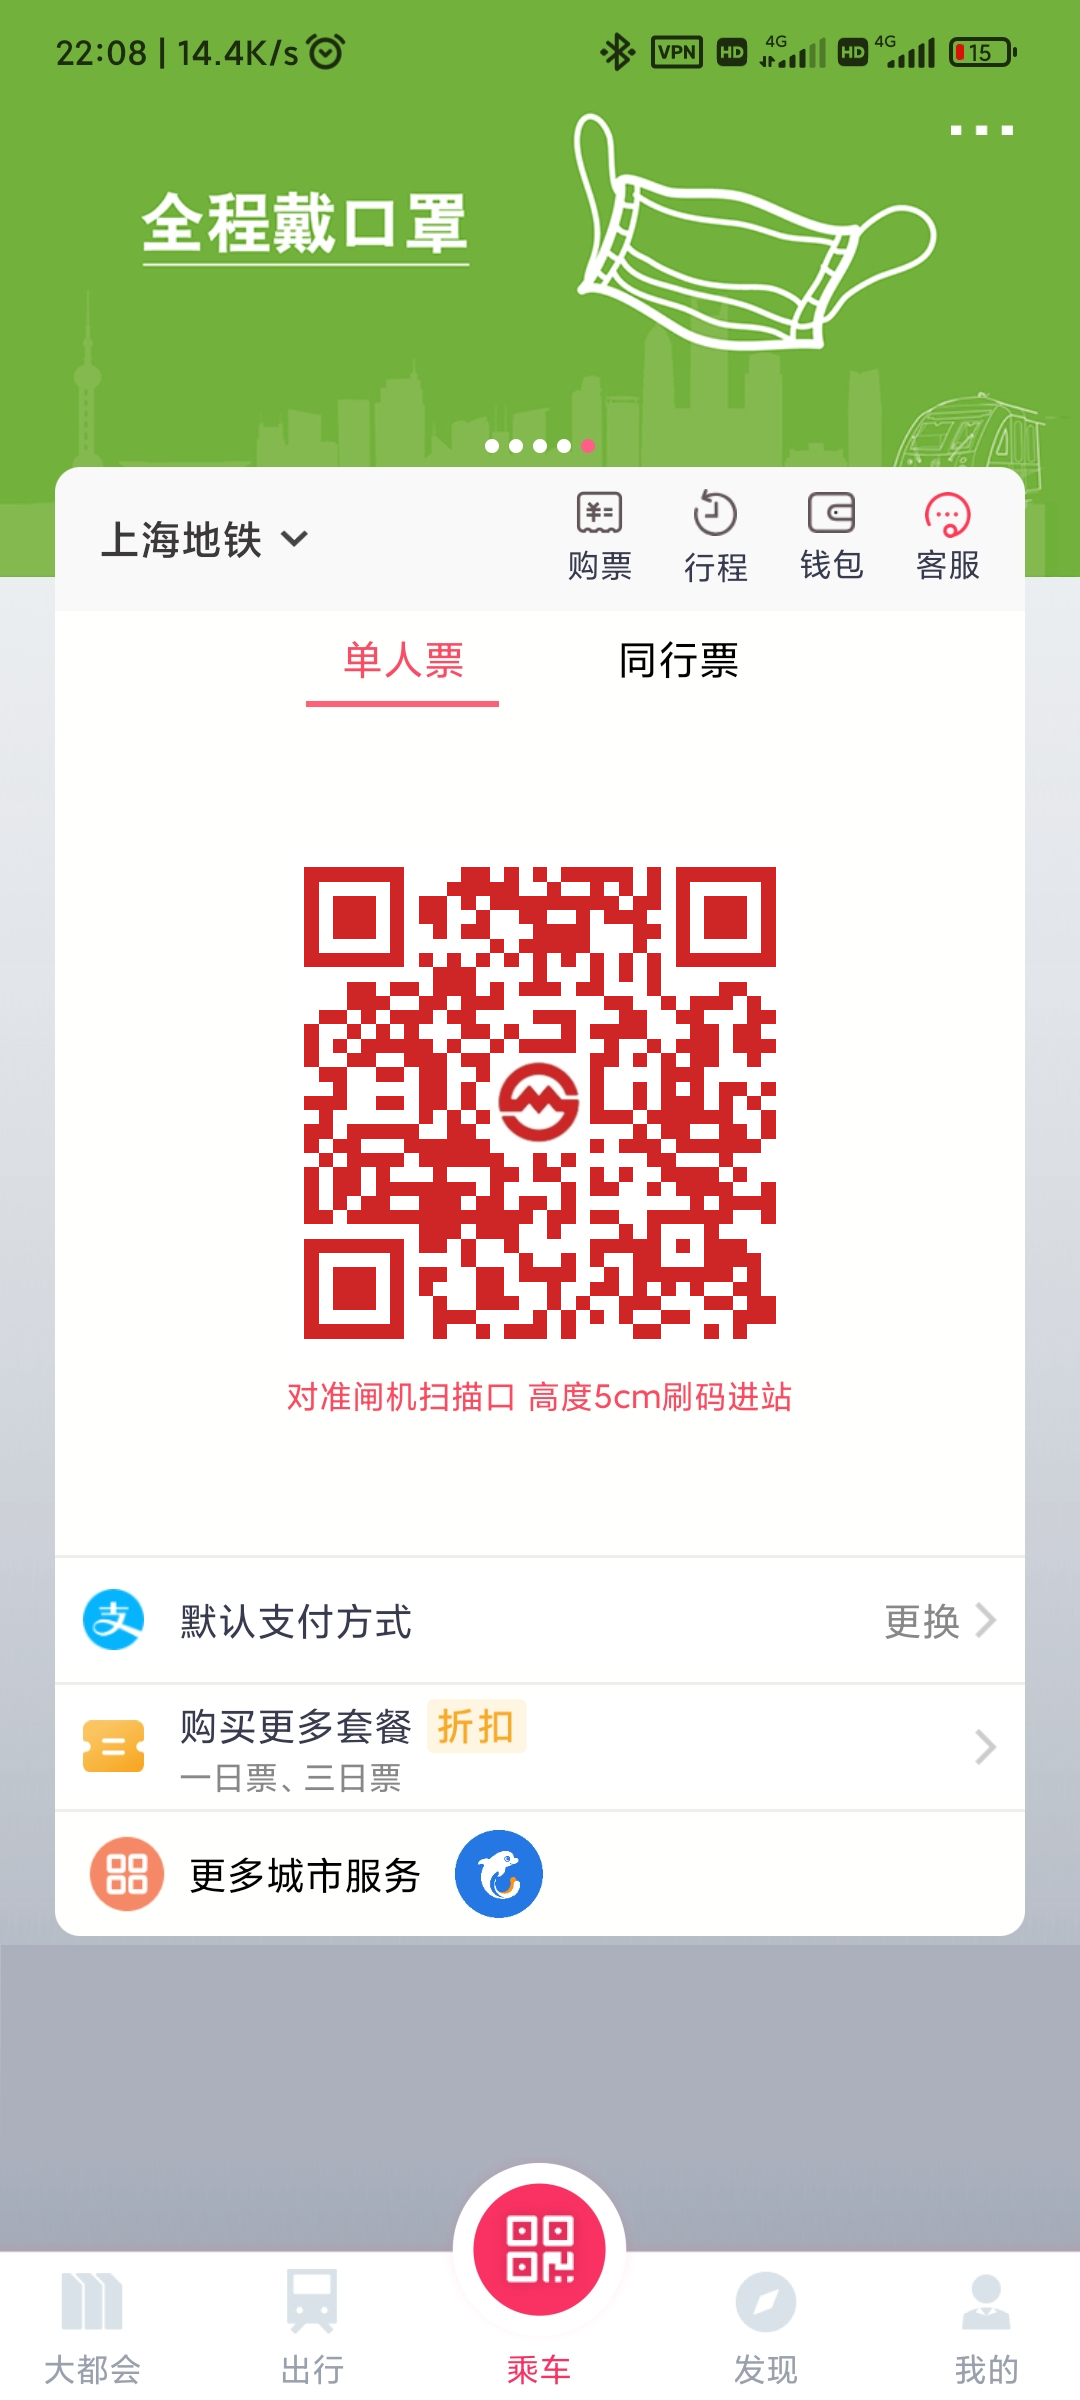 22:08 | 14.4K/s
VPN HD 4G HD 4G 15
全程戴口罩
上海地铁
购票 行程 钱包 客服
单人票 同行票
对准闸机扫描口 高度5cm刷码进站
支 默认支付方式 更换
购买更多套餐 折扣
一日票、三日票
更多城市服务
大都会 出行 乘车 发现 我的